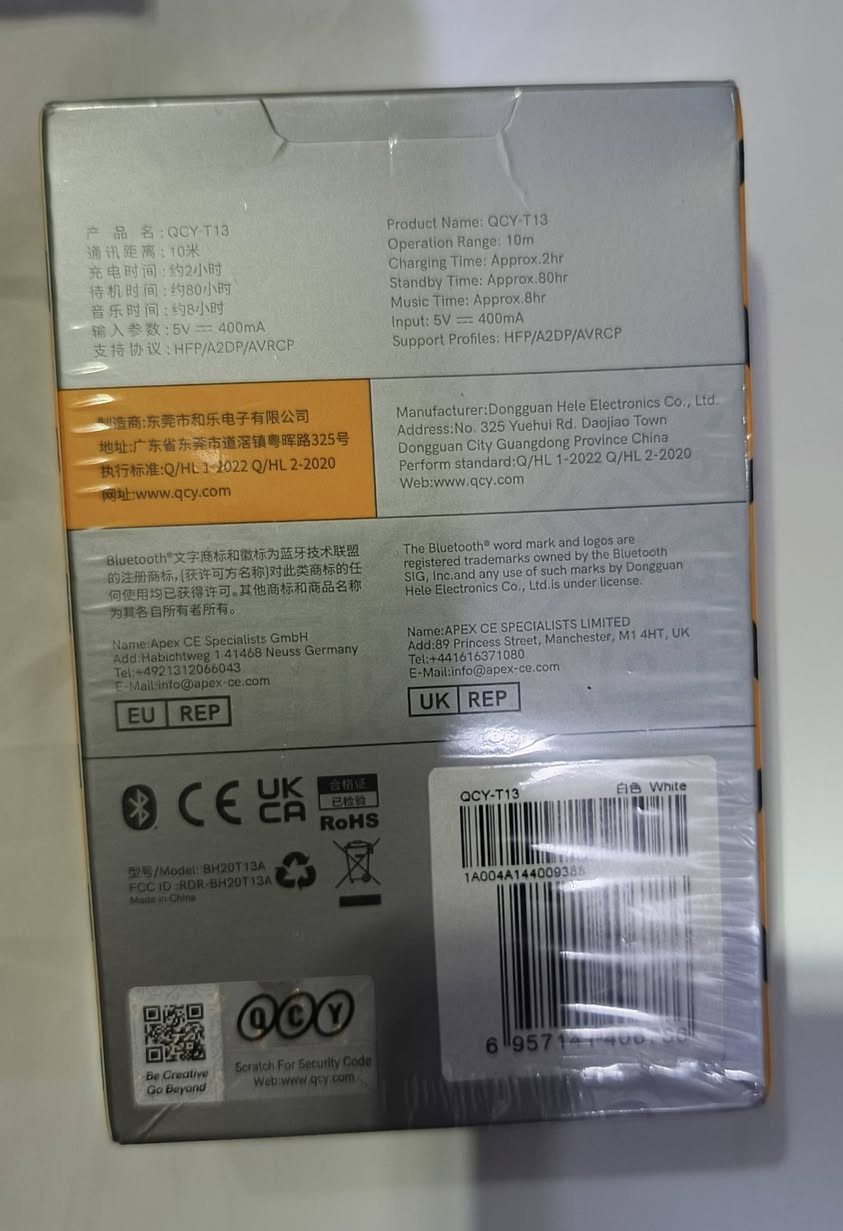 产品名:QCY-T13
通讯距离:10米
充电时间:约2小时
待机时间:约80小时
音乐时间:约8小时
输入参数:5V ⎓ 400mA
支持协议:HFP/A2DP/AVRCP
Product Name: QCY-T13
Operation Range: 10m
Charging Time: Approx.2hr
Standby Time: Approx.80hr
Music Time: Approx.8hr
Input: 5V ⎓ 400mA
Support Profiles: HFP/A2DP/AVRCP
制造商:东莞市和乐电子有限公司
地址:广东省东莞市道滘镇粤晖路325号
执行标准:Q/HL 1-2022 Q/HL 2-2020
网址:www.qcy.com
Manufacturer:Dongguan Hele Electronics Co., Ltd.
Address:No. 325 Yuehui Rd. Daojiao Town
Dongguan City Guangdong Province China
Perform standard:Q/HL 1-2022 Q/HL 2-2020
Web:www.qcy.com
Bluetooth®文字商标和徽标为蓝牙技术联盟
的注册商标,[获许可方名称]对此类商标的任
何使用均已获得许可。其他商标和商品名称
为其各自所有者所有。
The Bluetooth® word mark and logos are
registered trademarks owned by the Bluetooth
SIG, Inc.and any use of such marks by Dongguan
Hele Electronics Co., Ltd.is under license.
Name:Apex CE Specialists GmbH
Add:Habichtweg 1 41468 Neuss Germany
Tel:+4921312066043
E-Mail:info@apex-ce.com
EU REP
Name:APEX CE SPECIALISTS LIMITED
Add:89 Princess Street, Manchester, M1 4HT, UK
Tel:+441616371080
E-Mail:info@apex-ce.com
UK REP
CE
UK
CA
合格证
已检验
RoHS
型号/Model: BH20T13A
FCC ID :RDR-BH20T13A
Made in China
QCY-T13 白色 White
1A004A144009388
6 957141
QCY
Scratch For Security Code
Web:www.qcy.com
Be Creative
Go Beyond